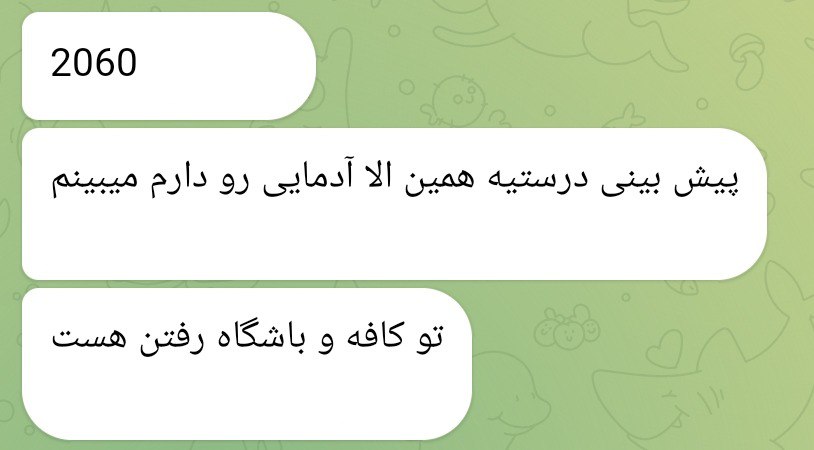 2060
پیش بینی درستیه همین الا آدمایی رو دارم میبینم
تو کافه و باشگاه رفتن هست